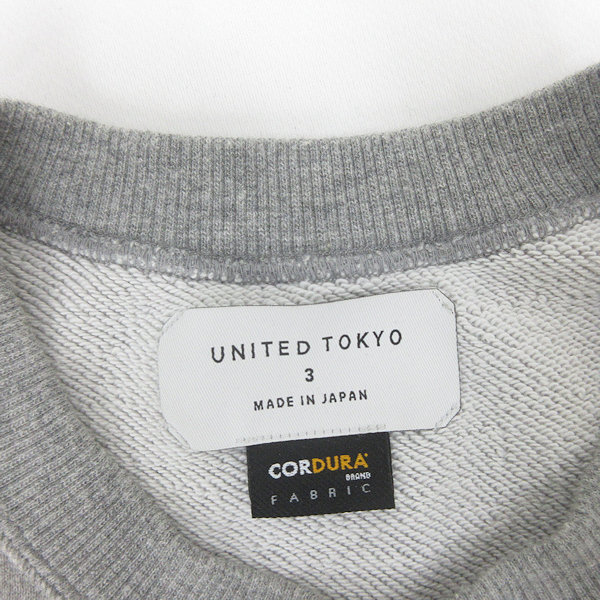 UNITED TOKYO
3
MADE IN JAPAN
CORDURA®
BRAND
FABRIC